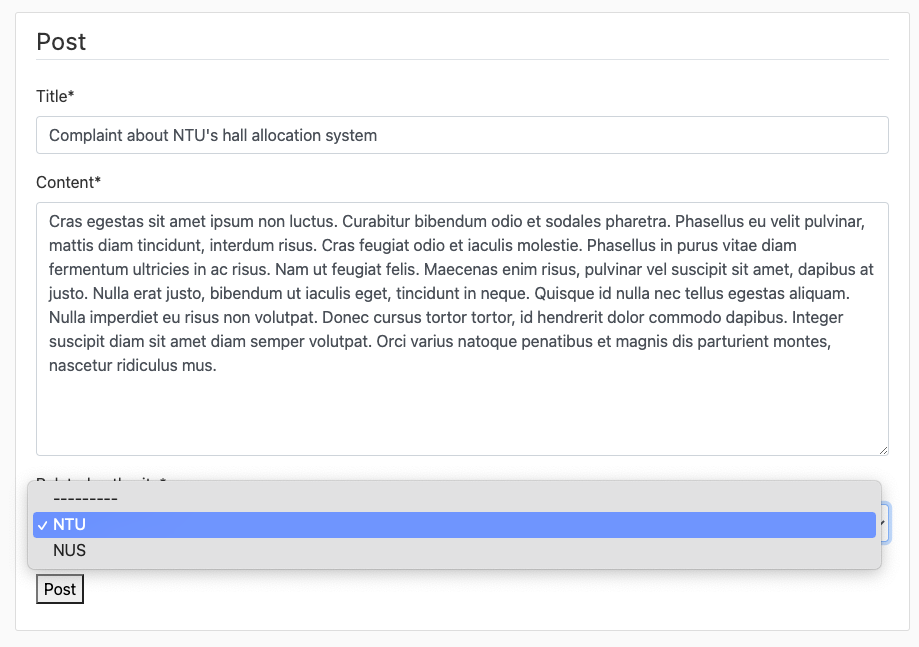 Post
Title*
Complaint about NTU's hall allocation system
Content*
Cras egestas sit amet ipsum non luctus. Curabitur bibendum odio et sodales pharetra. Phasellus eu velit pulvinar,
mattis diam tincidunt, interdum risus. Cras feugiat odio et iaculis molestie. Phasellus in purus vitae diam
fermentum ultricies in ac risus. Nam ut feugiat felis. Maecenas enim risus, pulvinar vel suscipit sit amet, dapibus at
justo. Nulla erat justo, bibendum ut iaculis eget, tincidunt in neque. Quisque id nulla nec tellus egestas aliquam.
Nulla imperdiet eu risus non volutpat. Donec cursus tortor tortor, id hendrerit dolor commodo dapibus. Integer
suscipit diam sit amet diam semper volutpat. Orci varius natoque penatibus et magnis dis parturient montes,
nascetur ridiculus mus.
---------
✓ NTU
NUS
Post